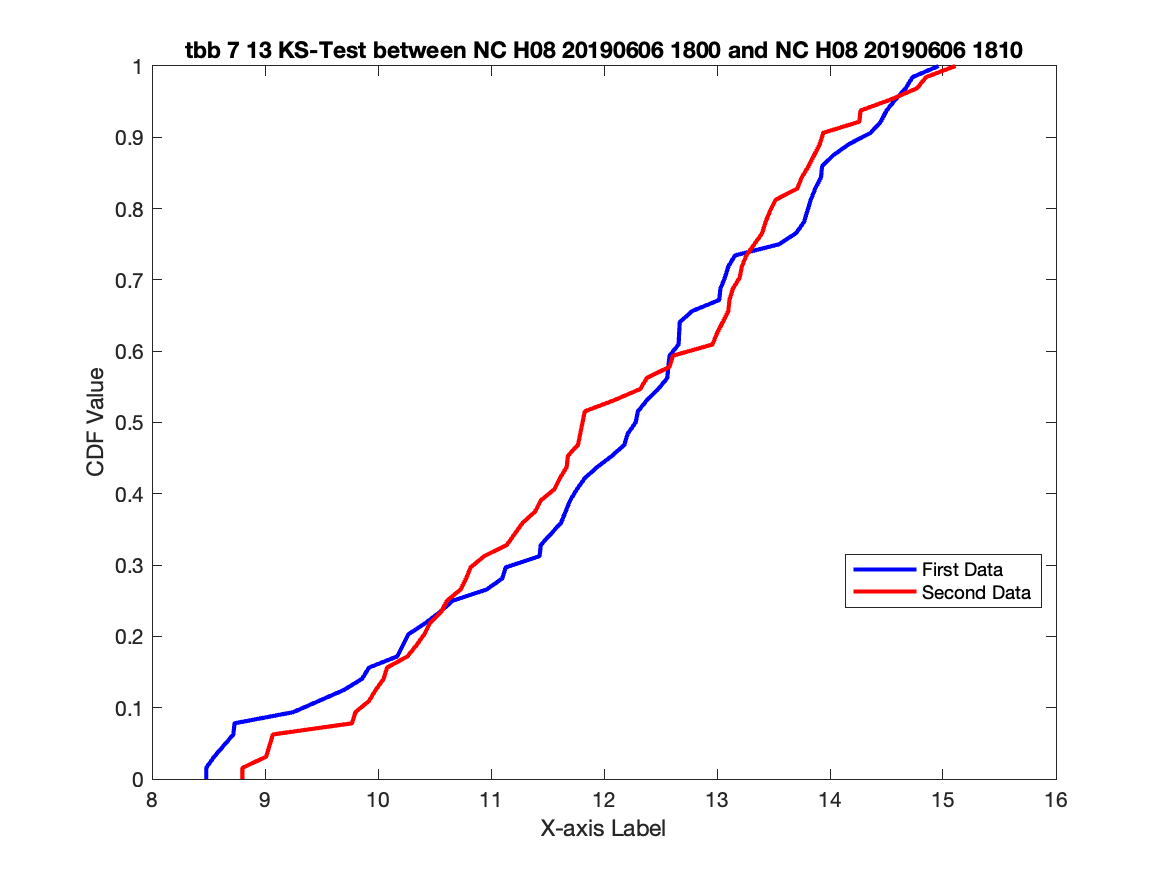 tbb 7 13 KS-Test between NC H08 20190606 1800 and NC H08 20190606 1810
1
0.9
0.8
0.7
0.6
0.5
0.4
0.3
0.2
0.1
0
CDF Value
First Data
Second Data
8 9 10 11 12 13 14 15 16
X-axis Label